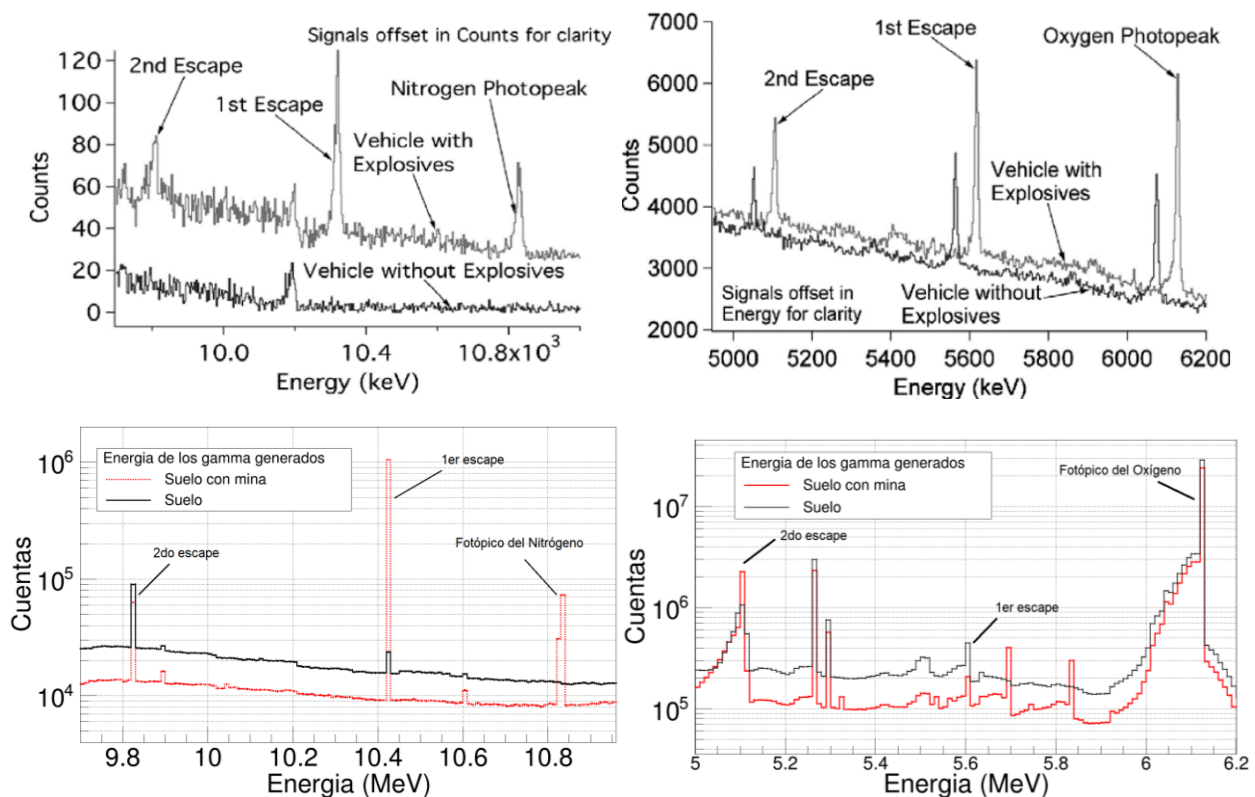 Signals offset in Counts for clarity
2nd Escape
1st Escape
Nitrogen Photopeak
Vehicle with
Explosives
Vehicle without Explosives
Counts
120
100
80
60
40
20
0
10.0
10.4
10.8x10³
Energy (keV)
1st Escape
Oxygen Photopeak
2nd Escape
Vehicle with
Explosives
Signals offset in
Energy for clarity
Vehicle without
Explosives
Counts
7000
6000
5000
4000
3000
2000
5000
5200
5400
5600
5800
6000
6200
Energy (keV)
Energia de los gamma generados
Suelo con mina
Suelo
1er escape
2do escape
Fotópico del Nitrógeno
Cuentas
10⁶
10⁵
10⁴
9.8
10
10.2
10.4
10.6
10.8
Energia (MeV)
Energia de los gamma generados
Suelo con mina
Suelo
Fotópico del Oxígeno
2do escape
1er escape
Cuentas
10⁷
10⁶
10⁵
5
5.2
5.4
5.6
5.8
6
6.2
Energia (MeV)